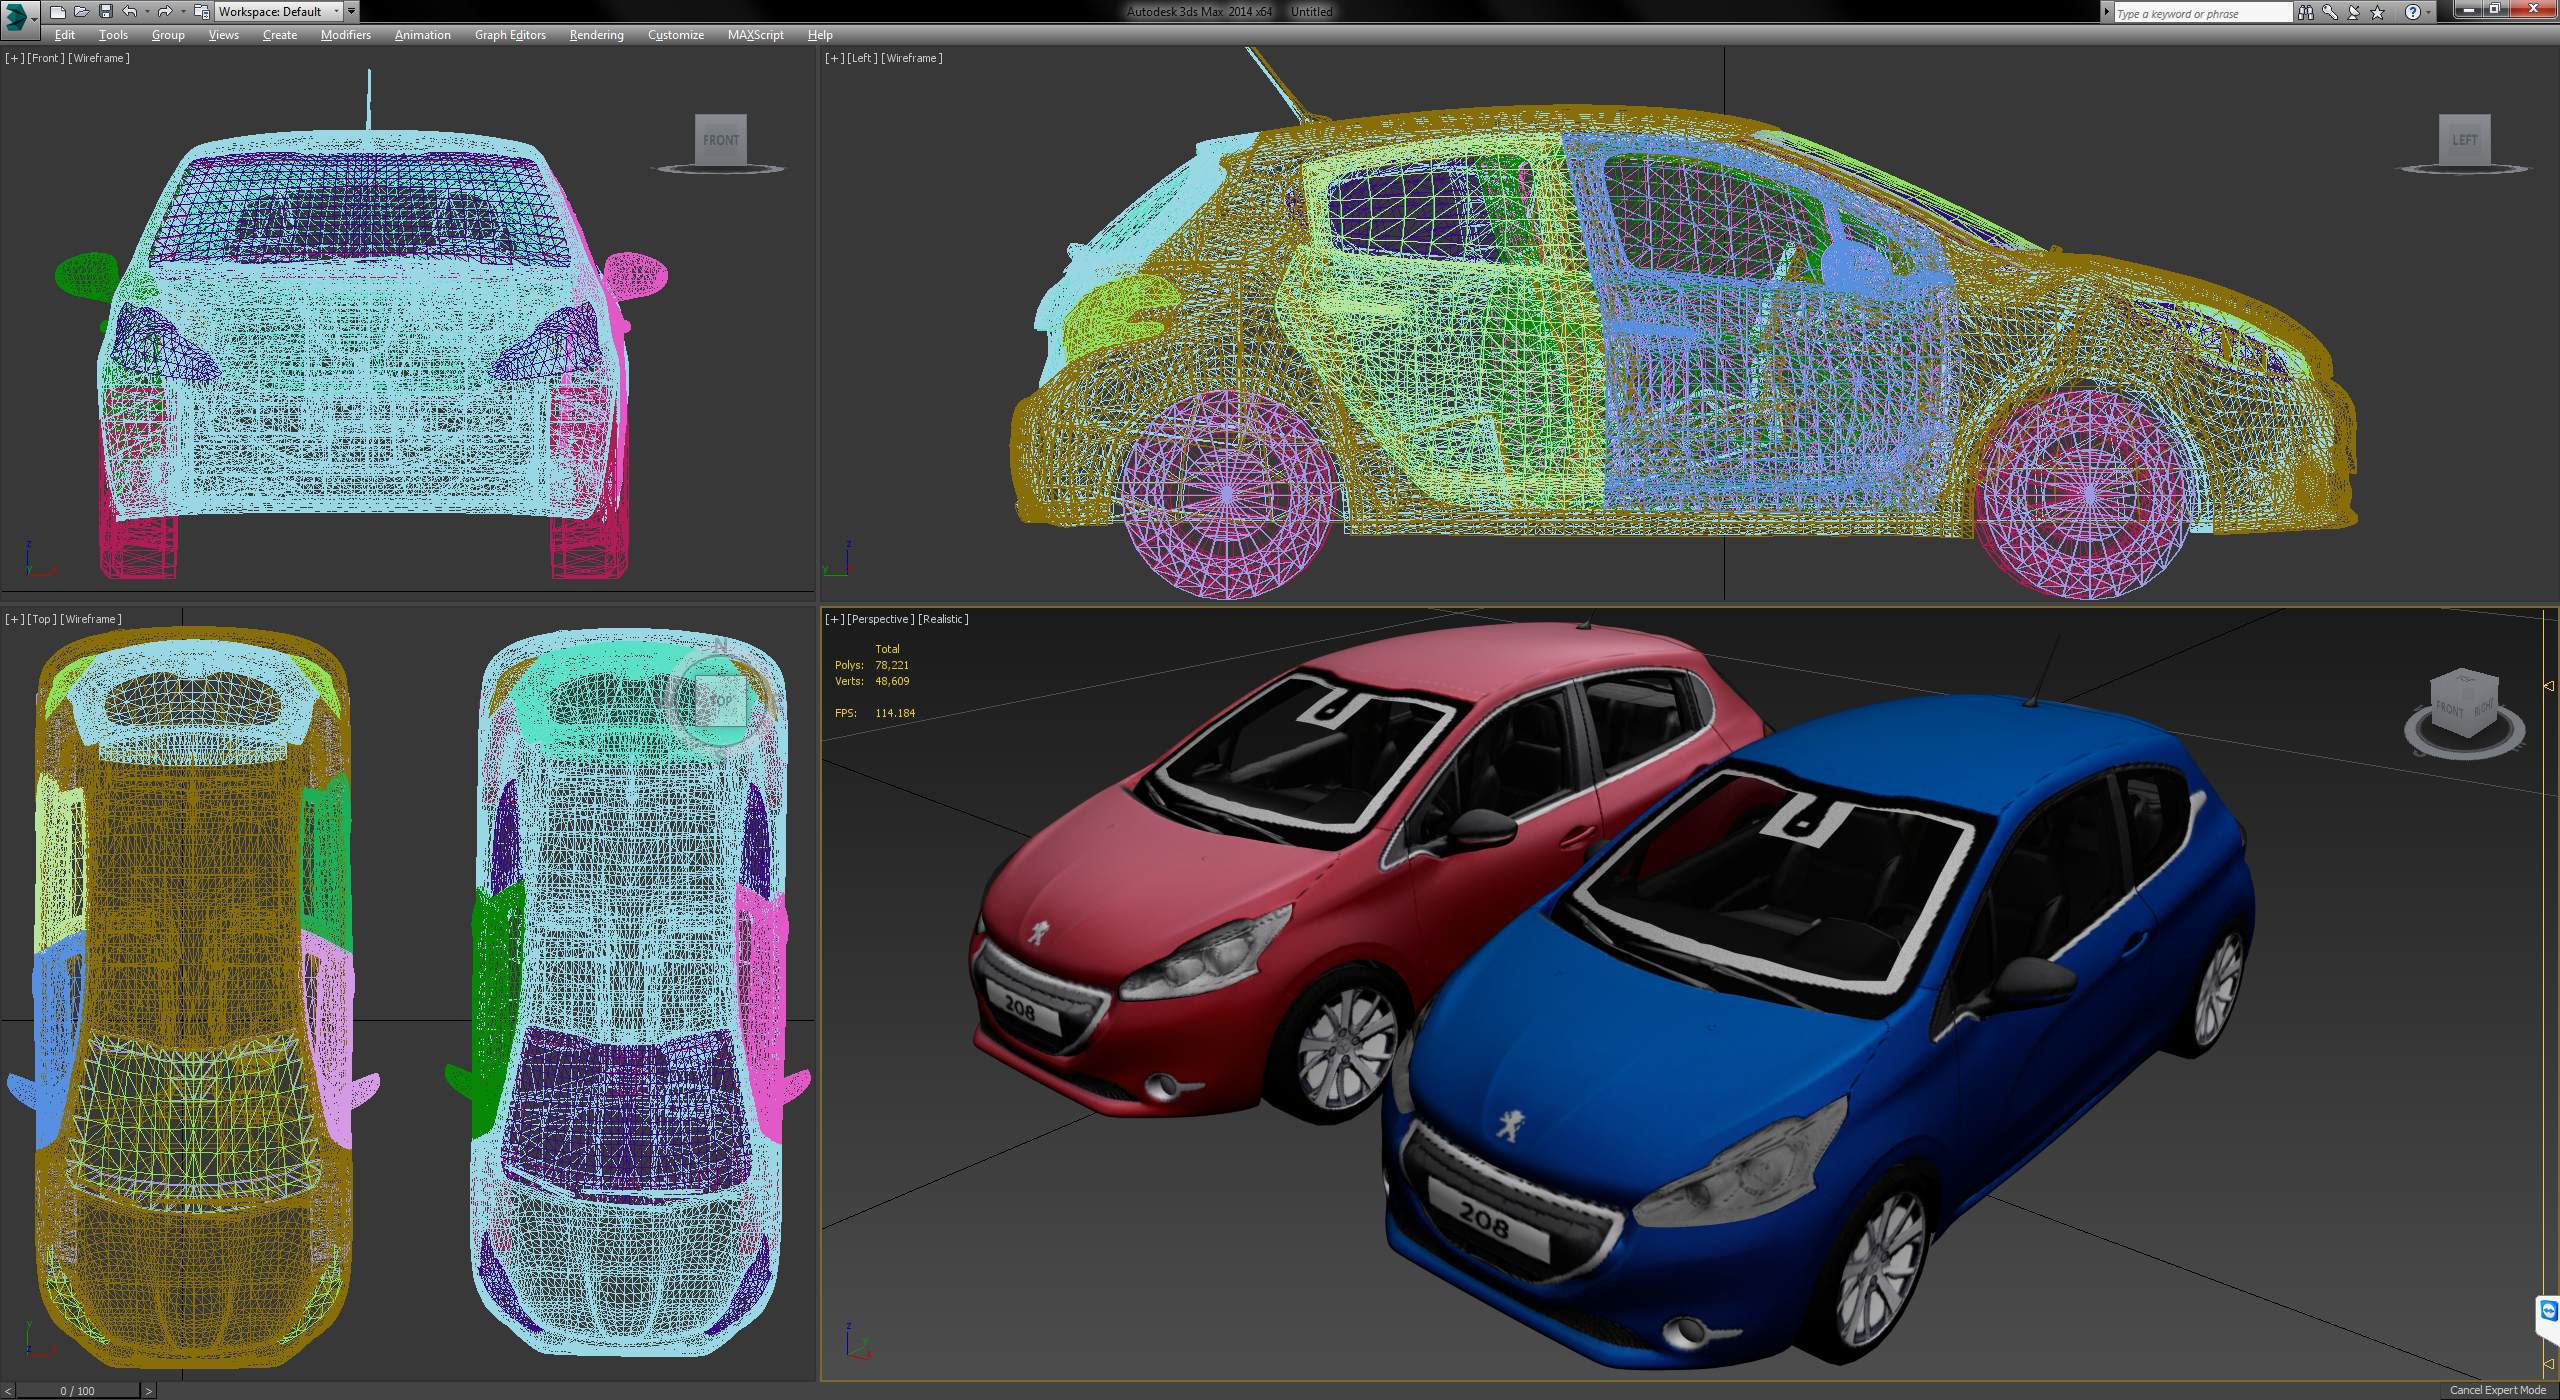 Workspace: Default
Autodesk 3ds Max 2014 x64 Untitled
Type a keyword or phrase
Edit Tools Group Views Create Modifiers Animation Graph Editors Rendering Customize MAXScript Help
[+] [Front] [Wireframe]
FRONT
z
y
x
[+] [Left] [Wireframe]
LEFT
z
y
[+] [Top] [Wireframe]
N
TOP
S
y
z
x
[+] [Perspective] [Realistic]
Total
Polys: 78,221
Verts: 48,609
FPS: 114.184
TOP
FRONT
RIGHT
208
208
z
y
x
< 0 / 100 >
Cancel Expert Mode